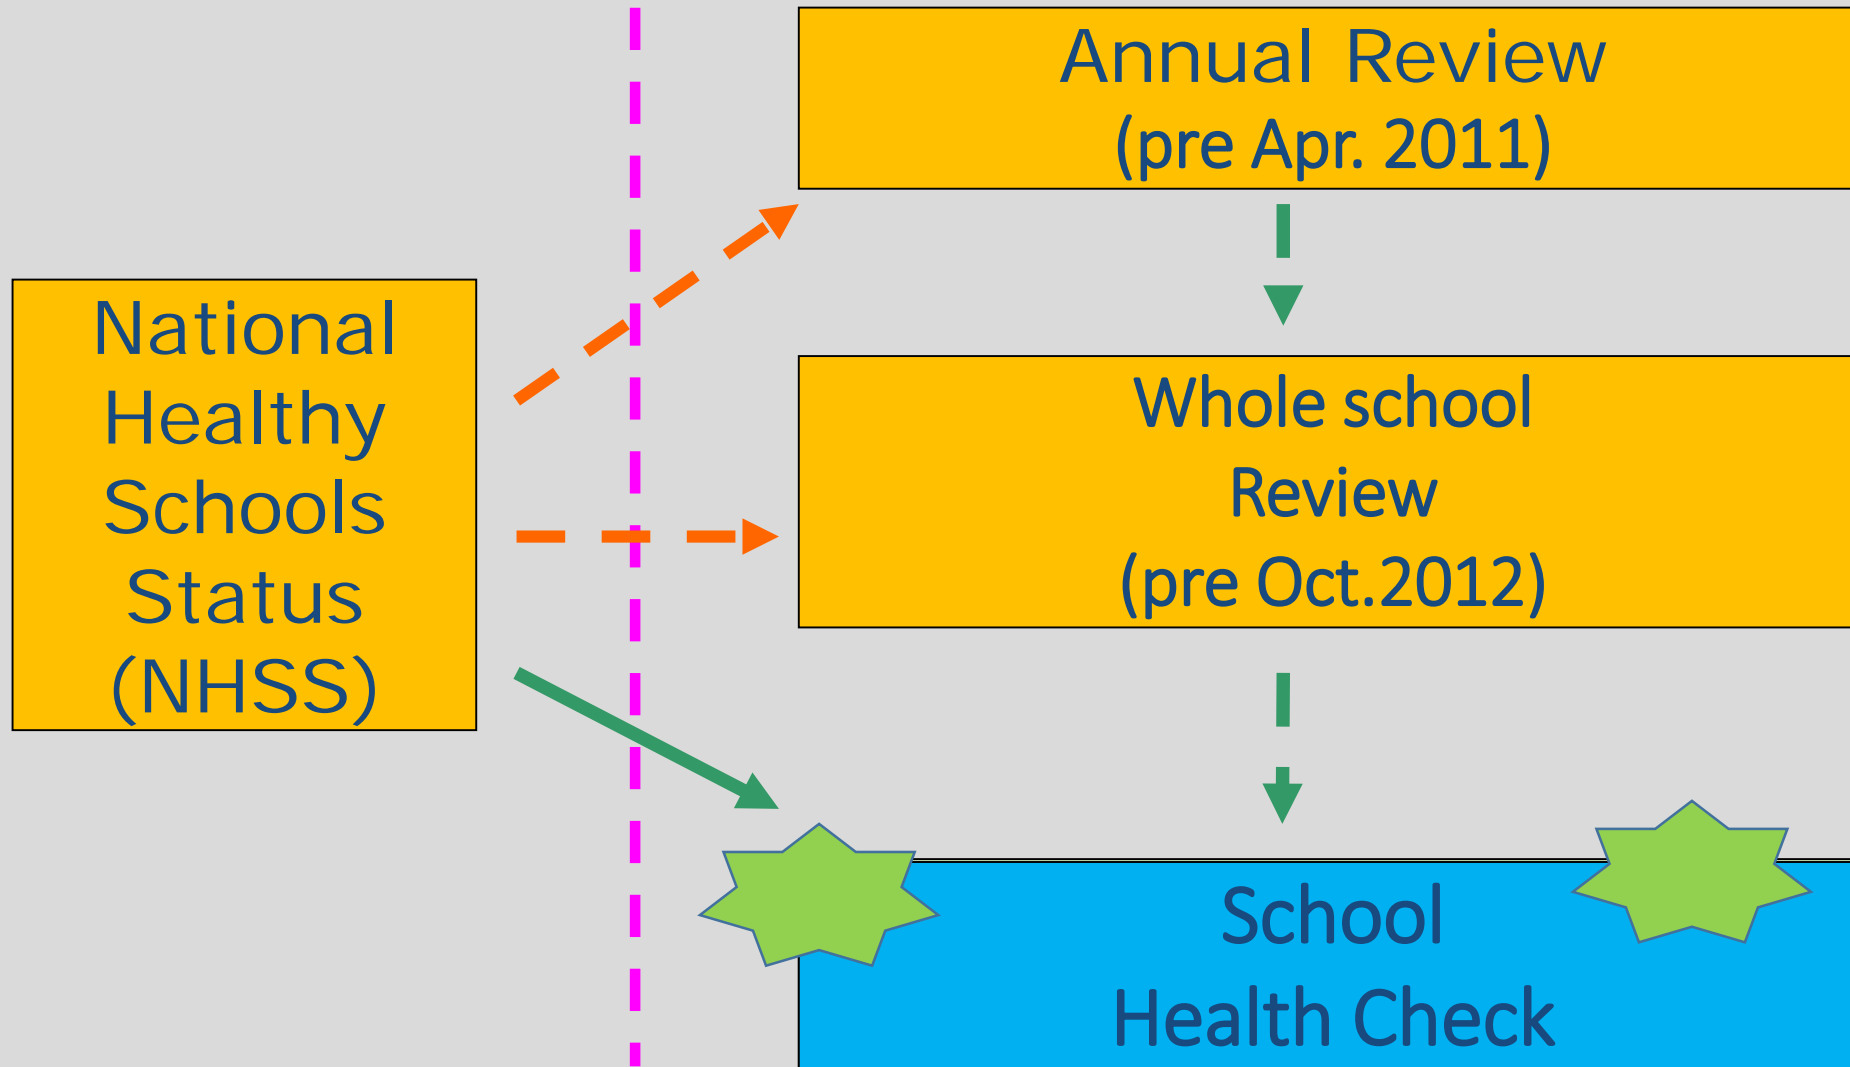 Annual Review
(pre Apr. 2011)
National
Healthy
Schools
Status
(NHSS)
Whole school
Review
(pre Oct.2012)
School
Health Check